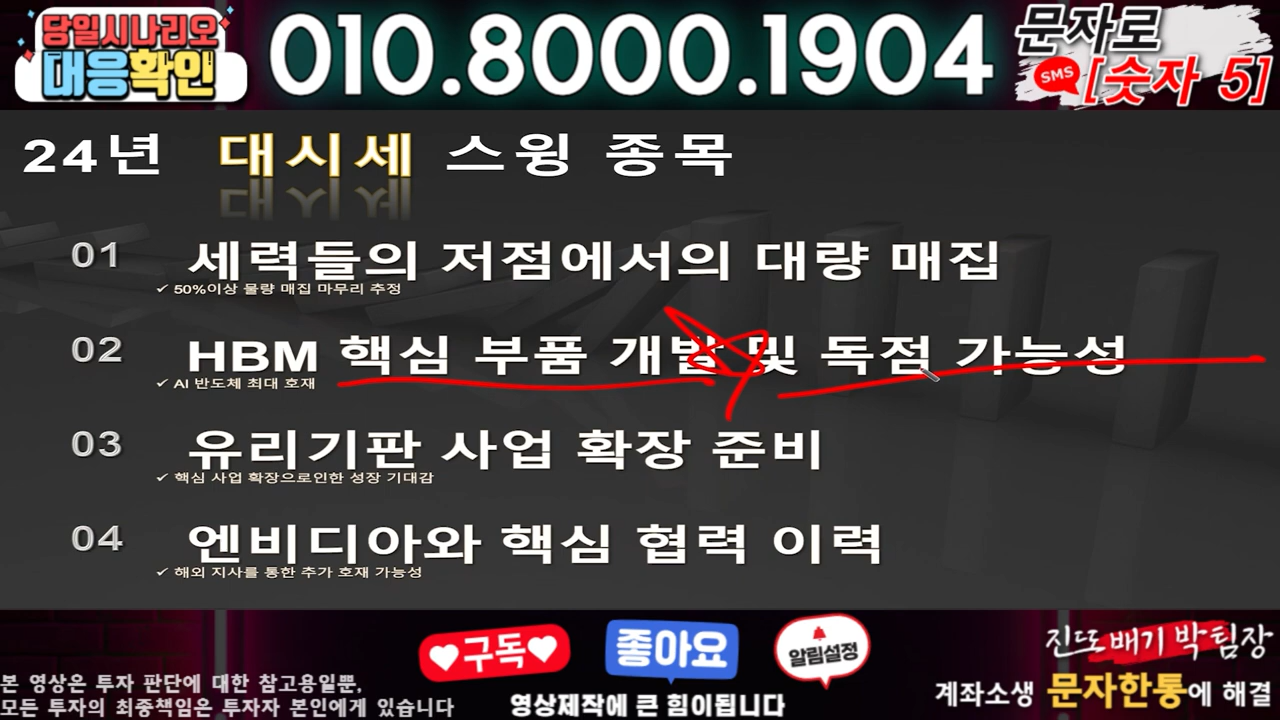 당일시나리오
대응확인
010.8000.1904
문자로
SMS
[숫자 5]
24년 대시세 스윙 종목
01 세력들의 저점에서의 대량 매집
✓ 50%이상 물량 매집 마무리 추정
02 HBM 핵심 부품 개발 및 독점 가능성
✓ AI 반도체 최대 호재
03 유리기판 사업 확장 준비
✓ 핵심 사업 확장으로인한 성장 기대감
04 엔비디아와 핵심 협력 이력
✓ 해외 지사를 통한 추가 호재 가능성
구독
좋아요
알림설정
영상제작에 큰 힘이됩니다
본 영상은 투자 판단에 대한 참고용일뿐,
모든 투자의 최종책임은 투자자 본인에게 있습니다
진또배기 박팀장
계좌소생 문자한통에 해결